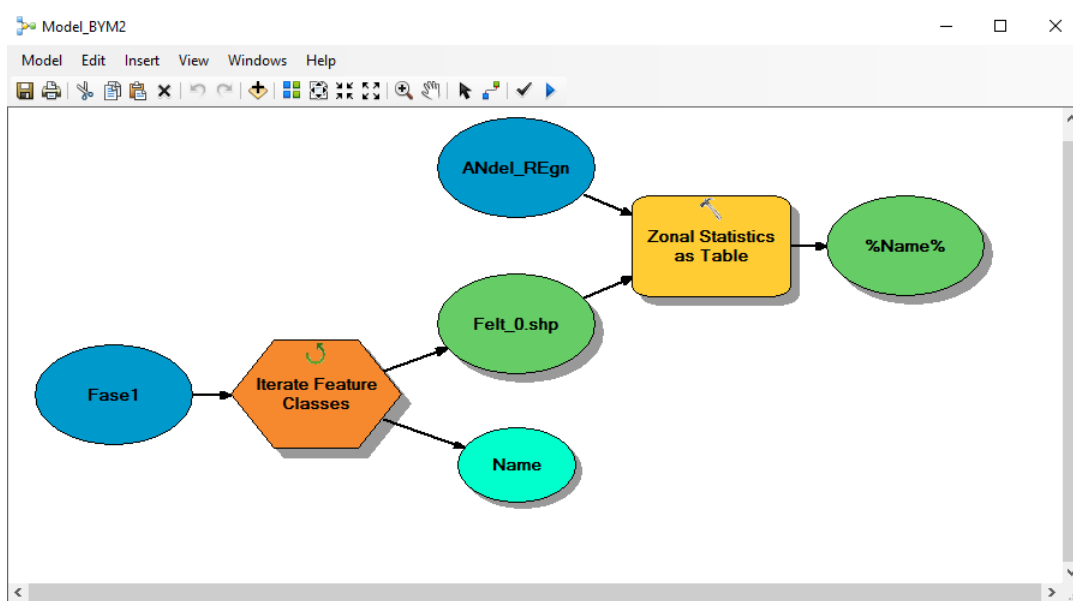 Model_BYM2
Model Edit Insert View Windows Help
ANdel_REgn
Zonal Statistics
as Table
%Name%
Felt_0.shp
Fase1
Iterate Feature
Classes
Name